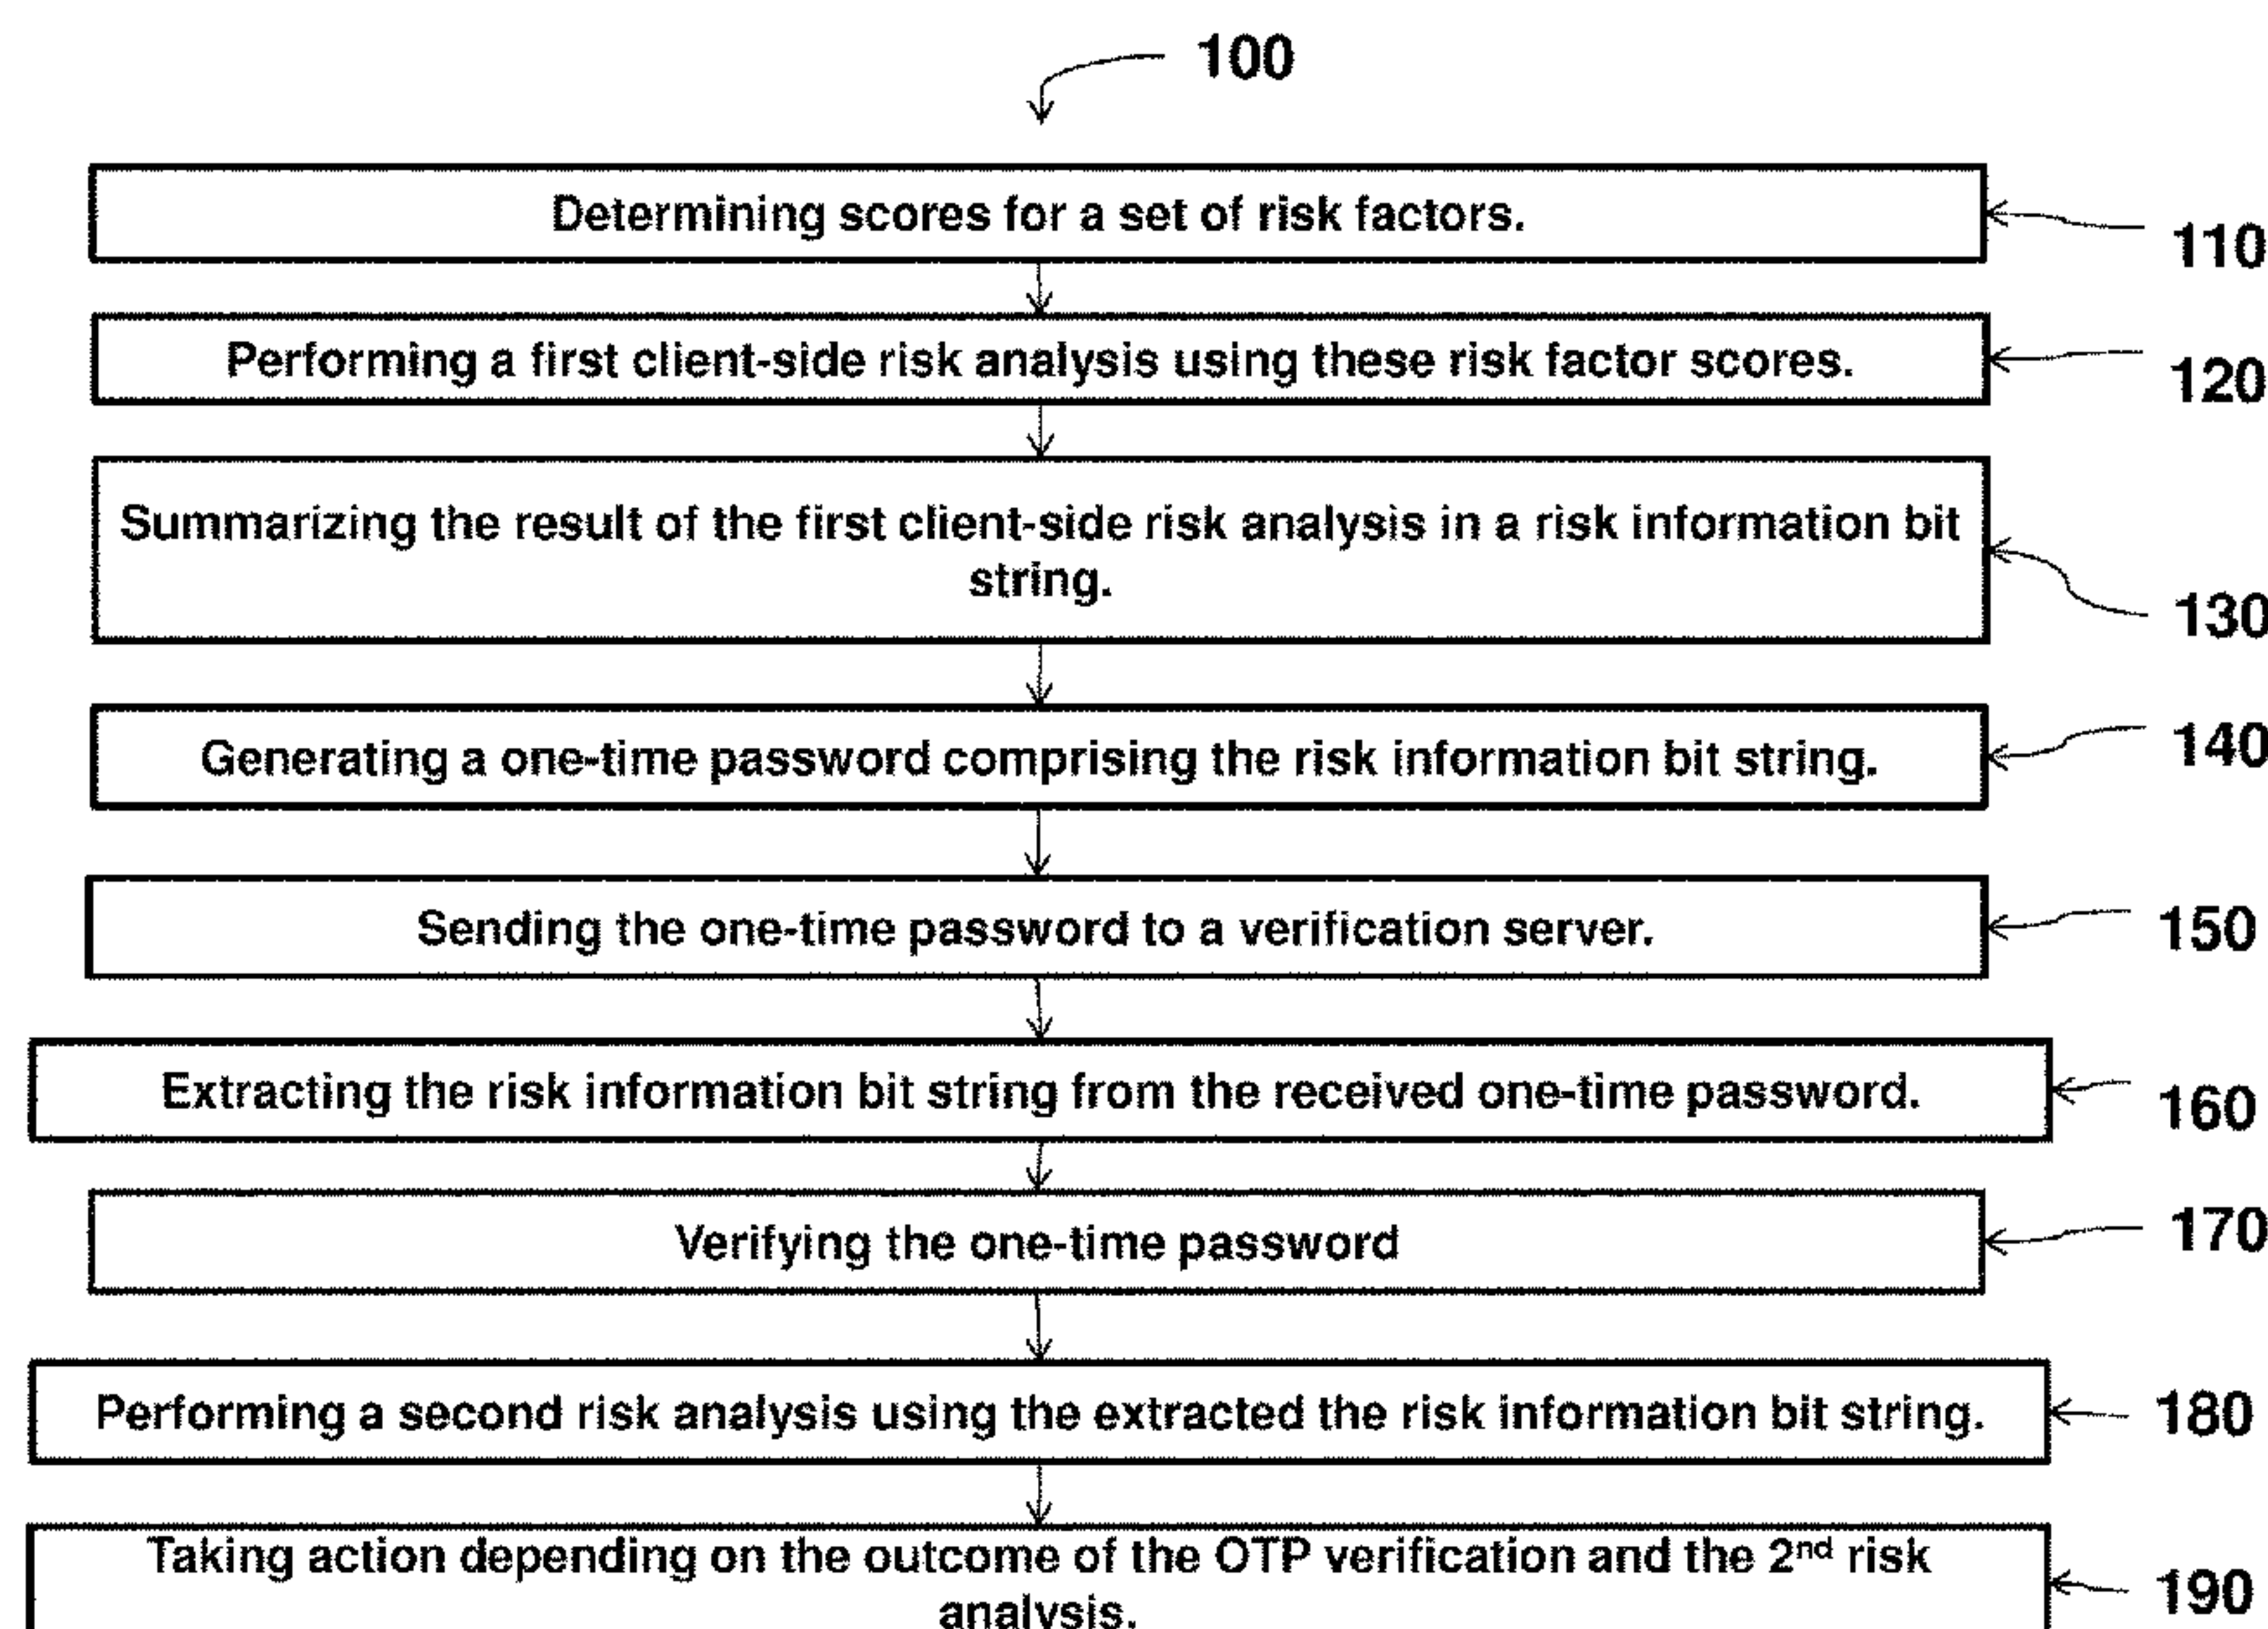 100
Determining scores for a set of risk factors.
110
Performing a first client-side risk analysis using these risk factor scores.
120
Summarizing the result of the first client-side risk analysis in a risk information bit
string.
130
Generating a one-time password comprising the risk information bit string.
140
Sending the one-time password to a verification server.
150
Extracting the risk information bit string from the received one-time password.
160
Verifying the one-time password
170
Performing a second risk analysis using the extracted the risk information bit string.
180
Taking action depending on the outcome of the OTP verification and the 2nd risk
analysis.
190